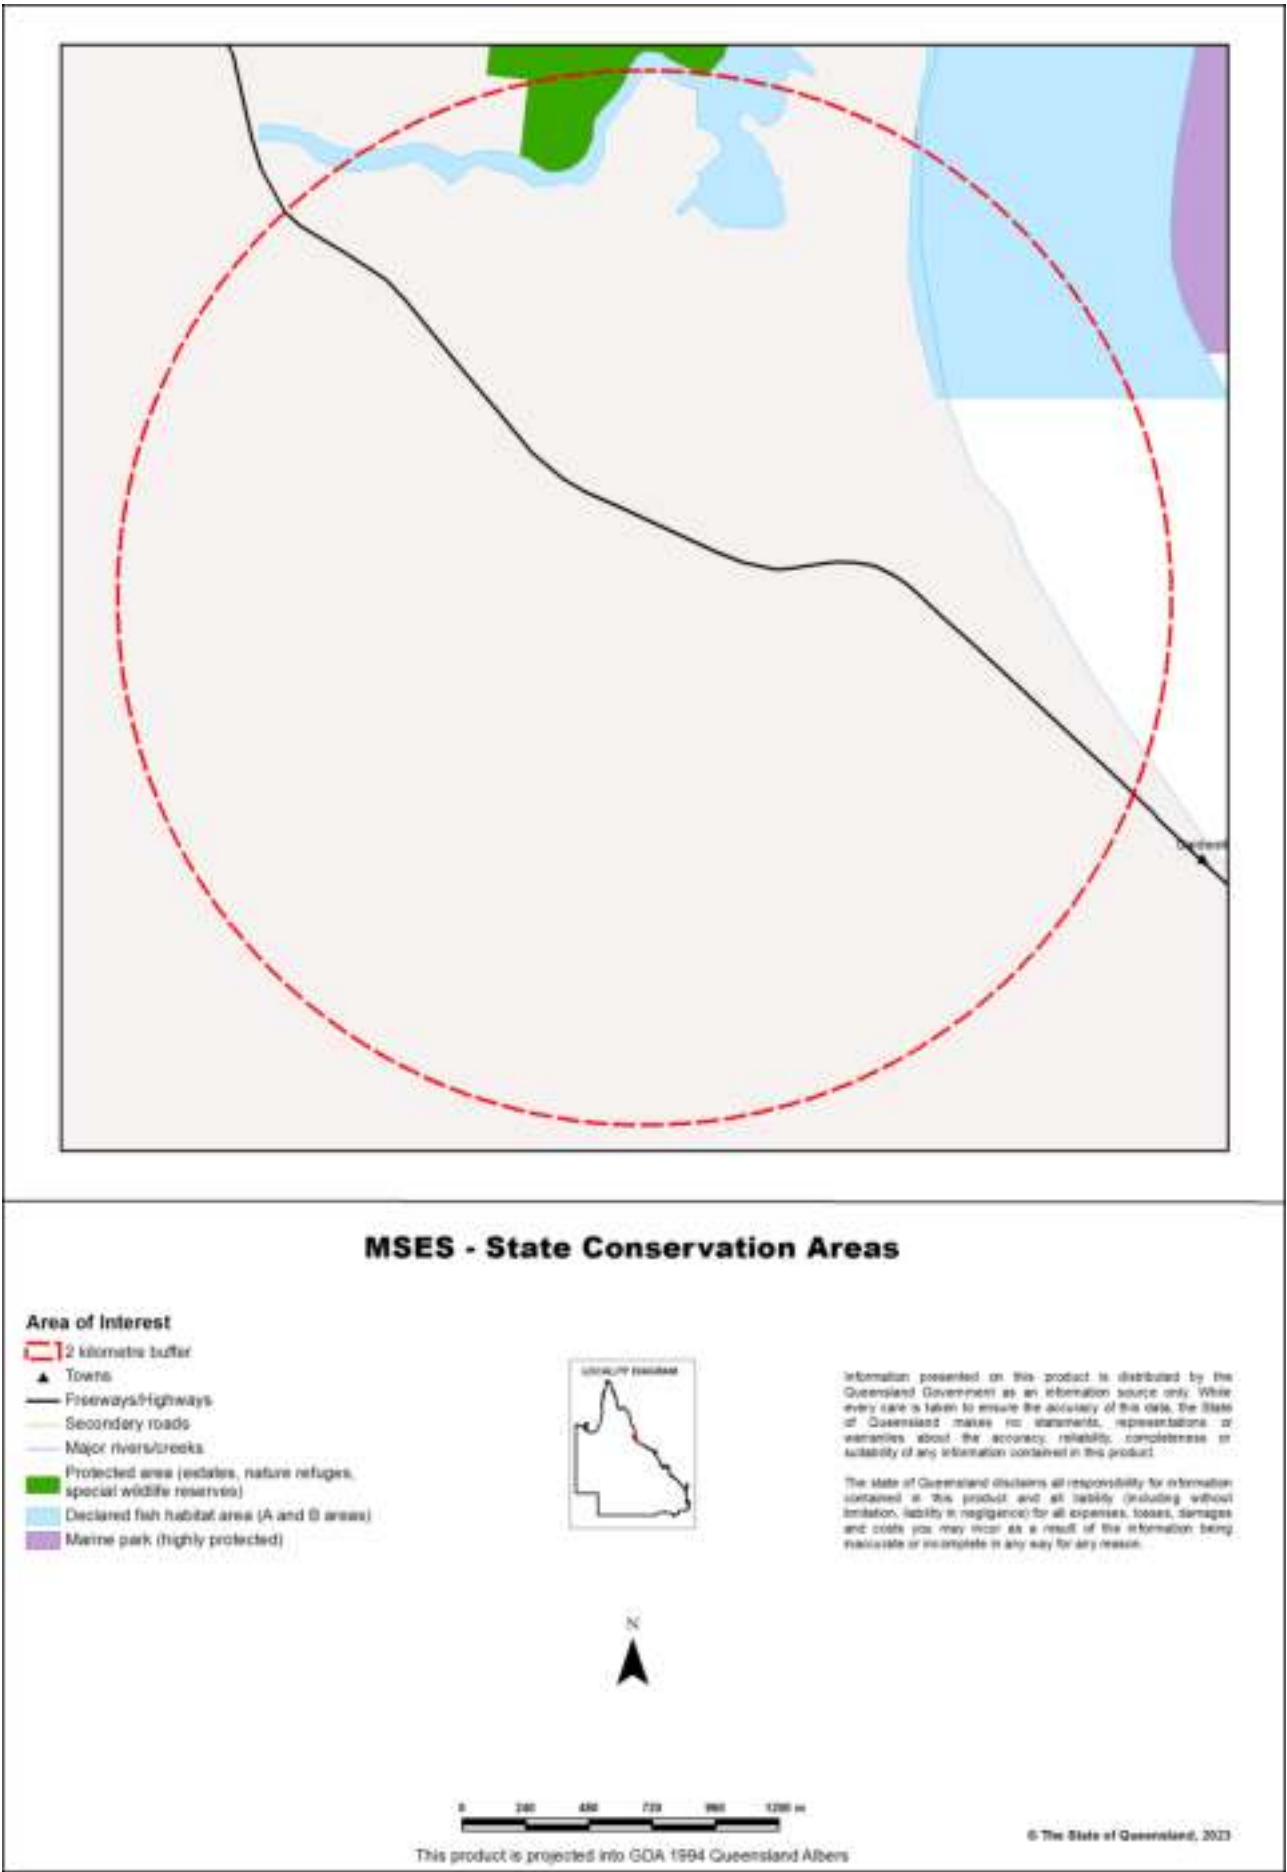 MSES - State Conservation Areas
Area of Interest
2 kilometre buffer
Towns
Freeways/Highways
Secondary roads
Major rivers/creeks
Protected area (estates, nature refuges,
special wildlife reserves)
Declared fish habitat area (A and B areas)
Marine park (highly protected)
LOCALITY DIAGRAM
Information presented on this product is distributed by the
Queensland Government as an information source only. While
every care is taken to ensure the accuracy of this data, the State
of Queensland makes no statements, representations or
warranties about the accuracy, reliability, completeness or
suitability of any information contained in this product.
The state of Queensland disclaims all responsibility for information
contained in this product and all liability (including without
limitation, liability in negligence) for all expenses, losses, damages
and costs you may incur as a result of the information being
inaccurate or incomplete in any way for any reason.
N
0 240 480 720 960 1200 m
This product is projected into GDA 1994 Queensland Albers
© The State of Queensland, 2023